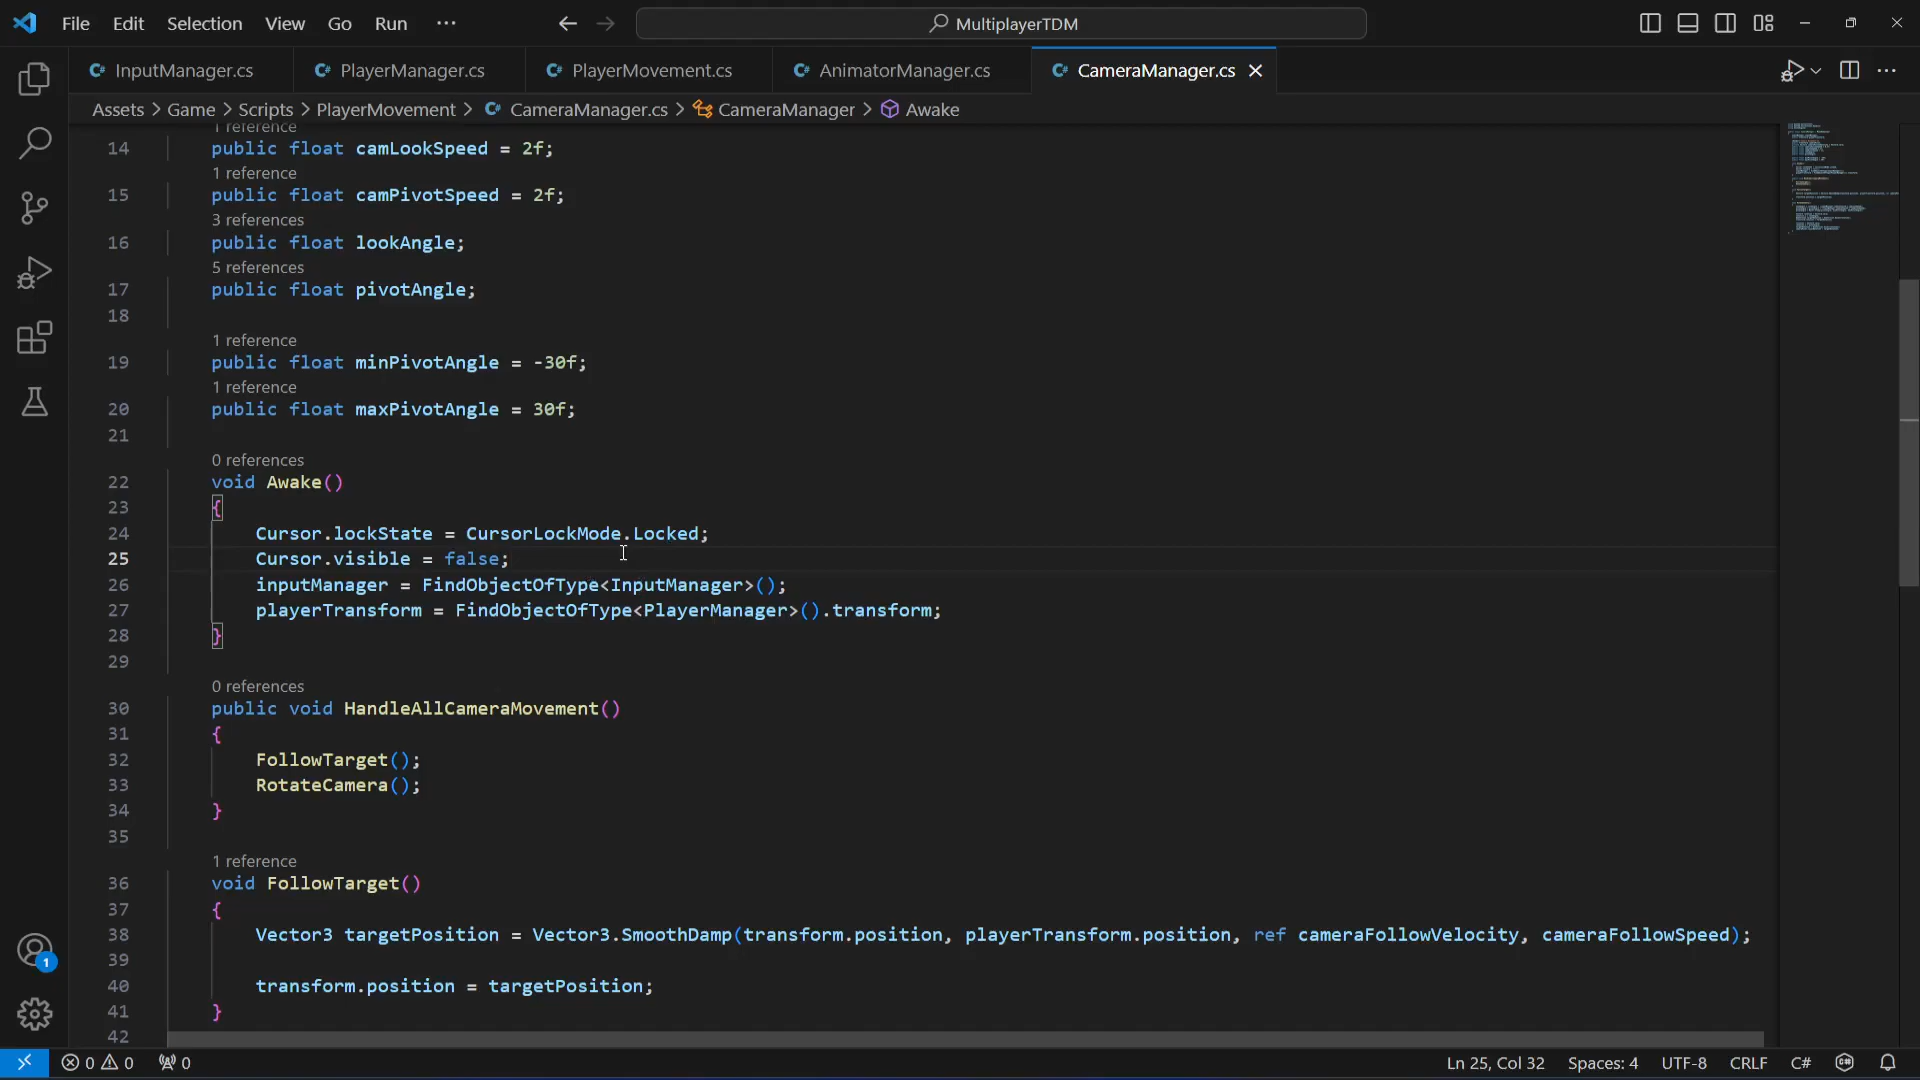 File Edit Selection View Go Run ··· MultiplayerTDM
InputManager.cs PlayerManager.cs PlayerMovement.cs AnimatorManager.cs CameraManager.cs
Assets > Game > Scripts > PlayerMovement > CameraManager.cs > CameraManager > Awake
1 reference
14 public float camLookSpeed = 2f;
1 reference
15 public float camPivotSpeed = 2f;
3 references
16 public float lookAngle;
5 references
17 public float pivotAngle;
18
1 reference
19 public float minPivotAngle = -30f;
1 reference
20 public float maxPivotAngle = 30f;
21
0 references
22 void Awake()
23 {
24 Cursor.lockState = CursorLockMode.Locked;
25 Cursor.visible = false;
26 inputManager = FindObjectOfType<InputManager>();
27 playerTransform = FindObjectOfType<PlayerManager>().transform;
28 }
29
0 references
30 public void HandleAllCameraMovement()
31 {
32 FollowTarget();
33 RotateCamera();
34 }
35
1 reference
36 void FollowTarget()
37 {
38 Vector3 targetPosition = Vector3.SmoothDamp(transform.position, playerTransform.position, ref cameraFollowVelocity, cameraFollowSpeed);
39
40 transform.position = targetPosition;
41 }
42
1
0 0 0 Ln 25, Col 32 Spaces: 4 UTF-8 CRLF C#